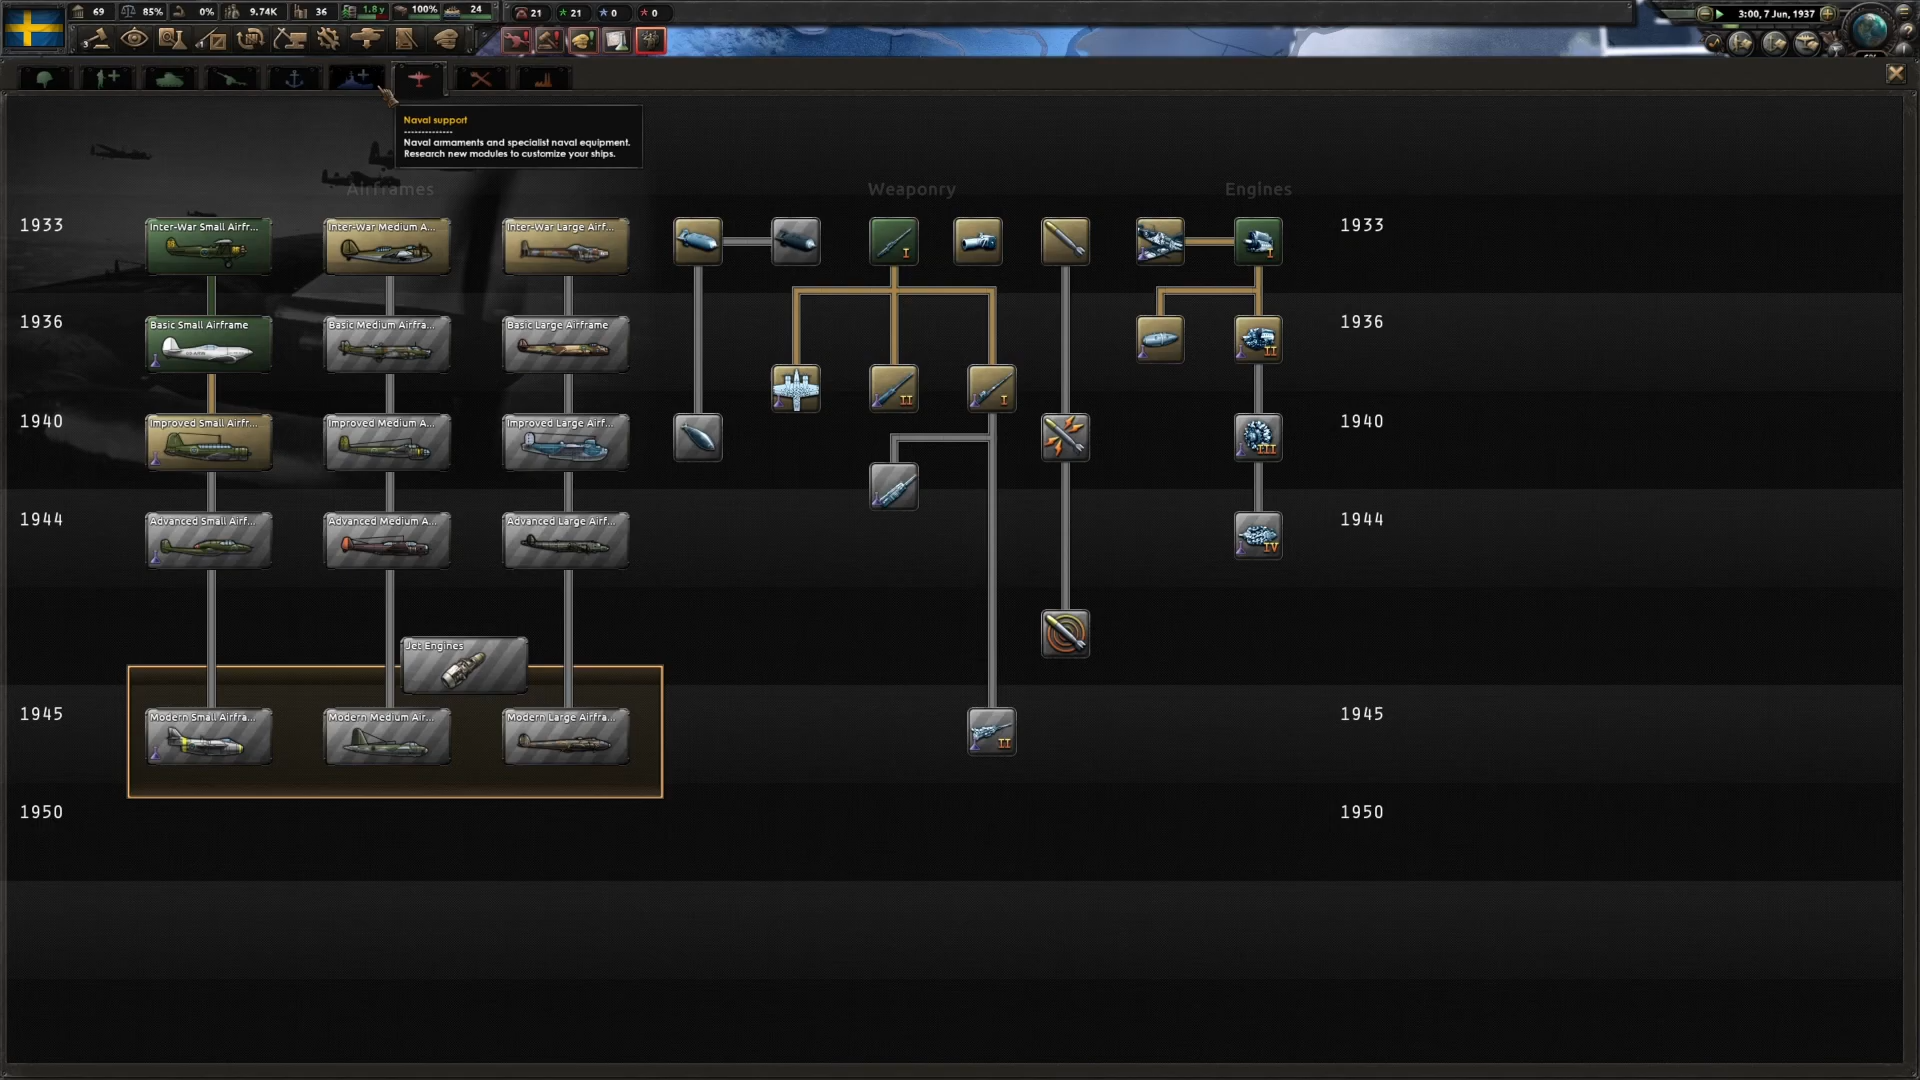 69 85% 0% 9.74K 36 1.8 y 100% 24 21 21 0 0
3:00, 7 Jun, 1937
Naval support
--------------
Naval armaments and specialist naval equipment.
Research new modules to customize your ships.
Airframes Weaponry Engines
1933 1933
Inter-War Small Airfr... Inter-War Medium A... Inter-War Large Airf...
I I
1936 1936
Basic Small Airframe Basic Medium Airfra... Basic Large Airframe
II
II I
1940 1940
Improved Small Airfr... Improved Medium A... Improved Large Airf...
III
1944 1944
Advanced Small Airf... Advanced Medium A... Advanced Large Airf...
IV
Jet Engines
1945 1945
Modern Small Airfra... Modern Medium Air... Modern Large Airfra...
II
1950 1950